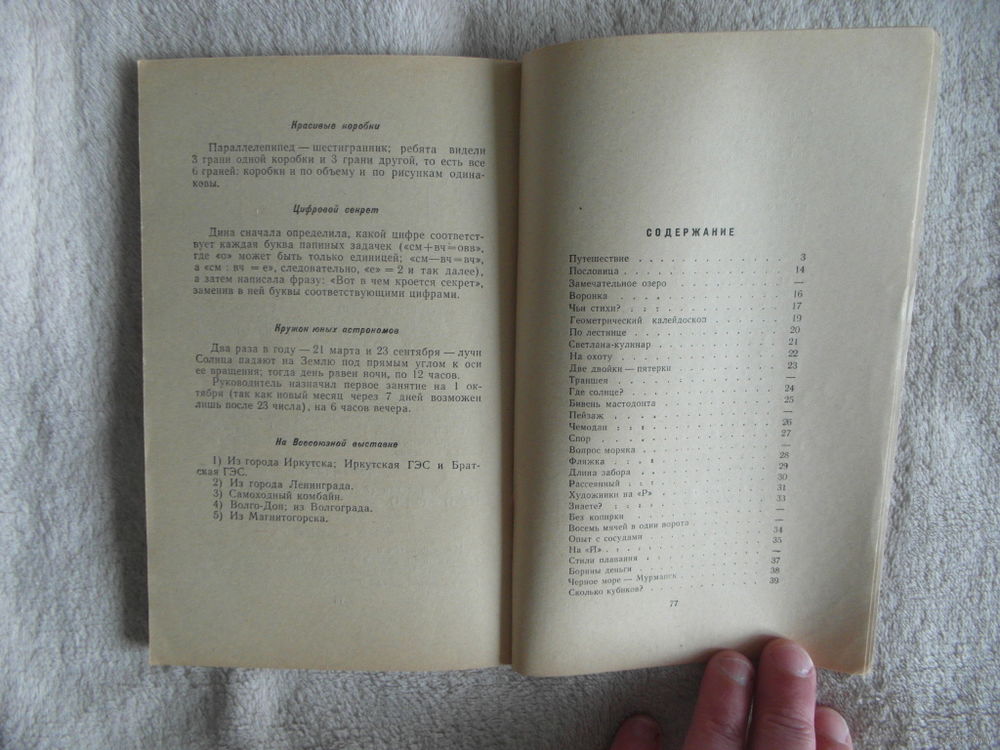 Красивые коробки
Параллелепипед — шестигранник; ребята видели
3 грани одной коробки и 3 грани другой, то есть все
6 граней; коробки и по объему и по рисункам одина-
ковы.
Цифровой секрет
Дина сначала определила, какой цифре соответст-
вует каждая буква папиных задачек («см+вч=овв»,
где «о» может быть только единицей; «см—вч=вч»,
а «см : вч = е», следовательно, «е» = 2 и так далее),
а затем написала фразу: «Вот в чем кроется секрет»,
заменив в ней буквы соответствующими цифрами.
Кружок юных астрономов
Два раза в году — 21 марта и 23 сентября — лучи
Солнца падают на Землю под прямым углом к оси
ее вращения; тогда день равен ночи, по 12 часов.
Руководитель назначил первое занятие на 1 ок-
тября (так как новый месяц через 7 дней возможен
лишь после 23 числа), на 6 часов вечера.
На Всесоюзной выставке
1) Из города Иркутска; Иркутская ГЭС и Брат-
ская ГЭС.
2) Из города Ленинграда.
3) Самоходный комбайн.
4) Волго-Дон; из Волгограда.
5) Из Магнитогорска.
СОДЕРЖАНИЕ
Путешествие . . . . . . . . . . . . 3
Пословица . . . . . . . . . . . . 14
Замечательное озеро . . . . . . . . . —
Воронка . . . . . . . . . . . . 16
Чьи стихи? . . . . . . . . . . . . 17
Геометрический калейдоскоп . . . . . . . 19
По лестнице . . . . . . . . . . . . 20
Светлана-кулинар . . . . . . . . . . 21
На охоту . . . . . . . . . . . . 22
Две двойки — пятерки . . . . . . . . . 23
Траншея . . . . . . . . . . . . —
Где солнце? . . . . . . . . . . . . 24
Бивень мастодонта . . . . . . . . . . 25
Пейзаж . . . . . . . . . . . . —
Чемодан . . . . . . . . . . . . 26
Спор . . . . . . . . . . . . 27
Вопрос моряка . . . . . . . . . . . —
Фляжка . . . . . . . . . . . . 28
Длина забора . . . . . . . . . . . 29
Рассеянный . . . . . . . . . . . . 30
Художники на «Р» . . . . . . . . . . 31
Знаете? . . . . . . . . . . . . 33
Без копирки . . . . . . . . . . . . —
Восемь мячей в одни ворота . . . . . . . —
Опыт с сосудами . . . . . . . . . . 34
На «Й» . . . . . . . . . . . . 35
Стили плавания . . . . . . . . . . . —
Борины деньги . . . . . . . . . . . 37
Черное море — Мурманск . . . . . . . . 38
Сколько кубиков? . . . . . . . . . . 39
77